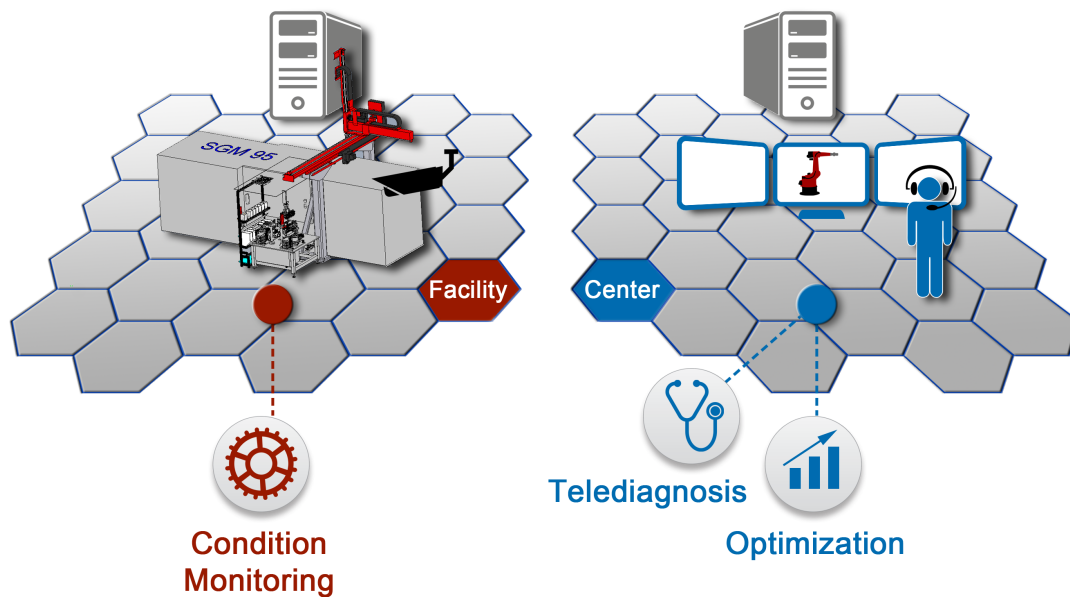 SGM 95
Facility
Center
Telediagnosis
Optimization
Condition
Monitoring